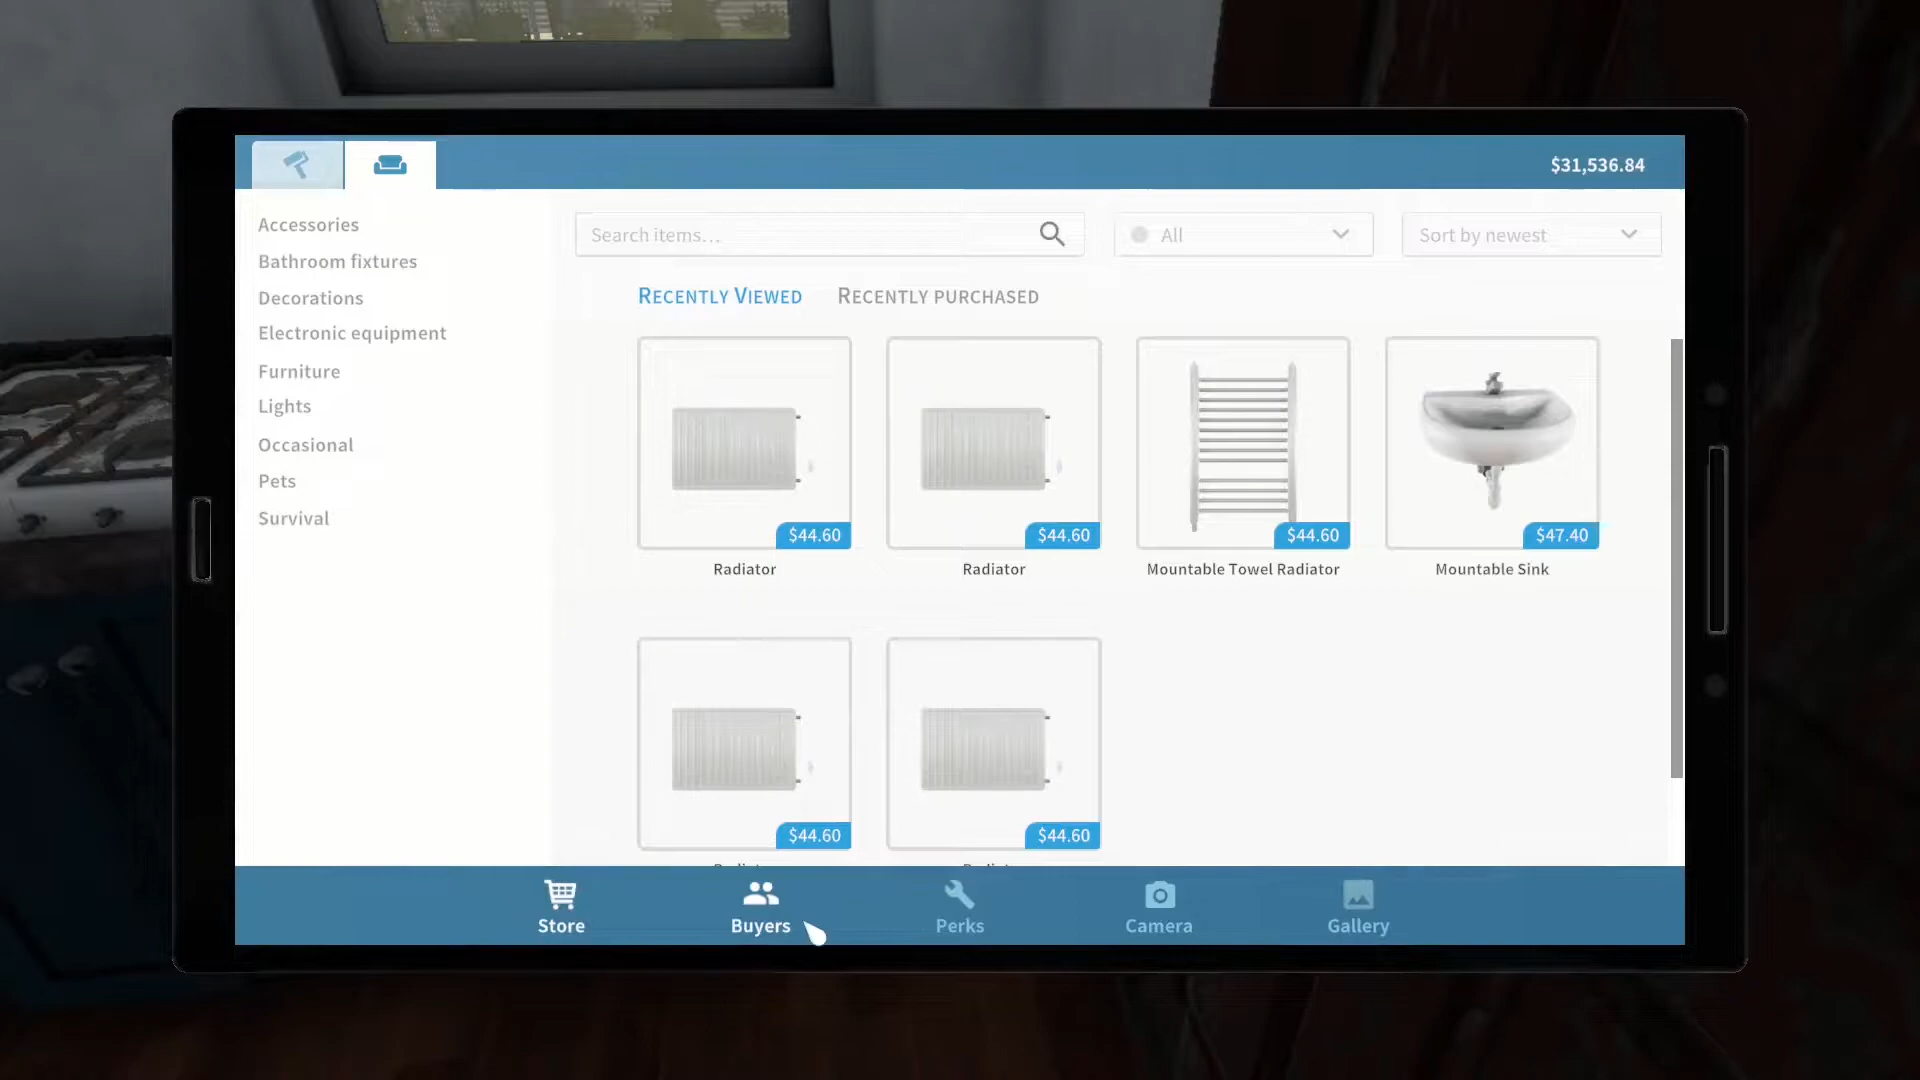 $31,536.84
Accessories
Bathroom fixtures
Decorations
Electronic equipment
Furniture
Lights
Occasional
Pets
Survival
Search items...
All
Sort by newest
RECENTLY VIEWED
RECENTLY PURCHASED
$44.60
$44.60
$44.60
$47.40
Radiator
Radiator
Mountable Towel Radiator
Mountable Sink
$44.60
$44.60
Store
Buyers
Perks
Camera
Gallery